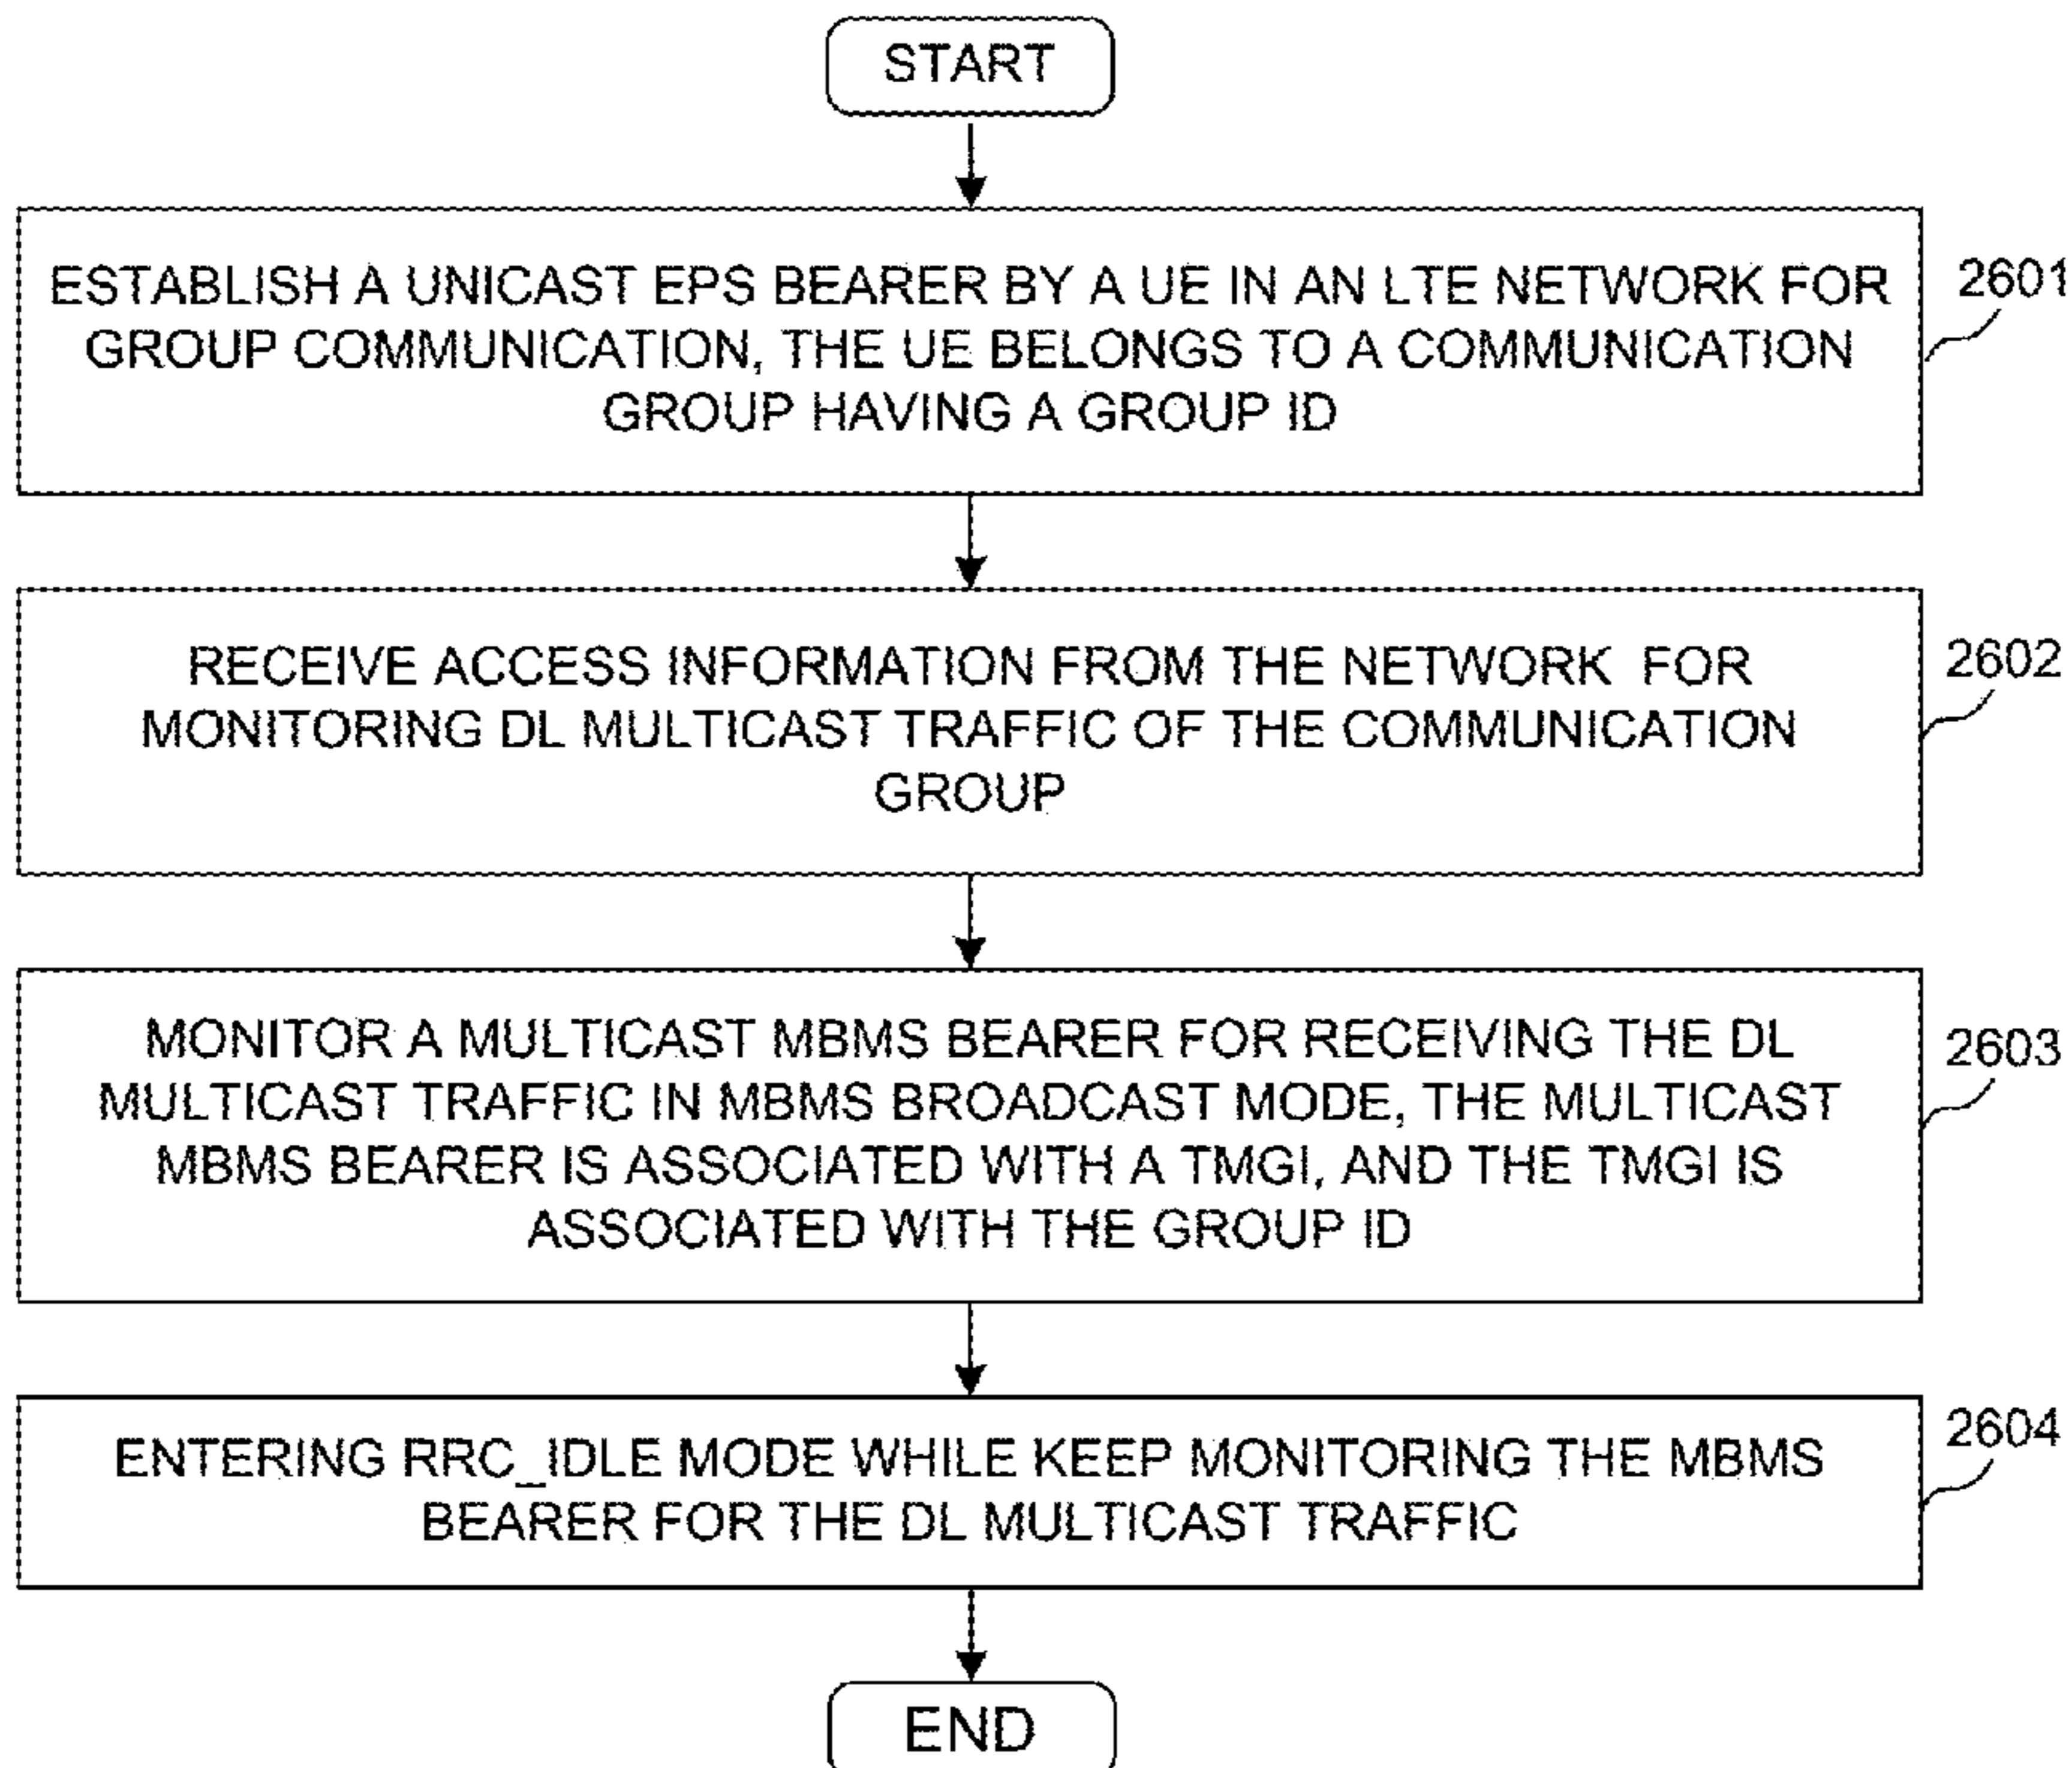 START
ESTABLISH A UNICAST EPS BEARER BY A UE IN AN LTE NETWORK FOR
GROUP COMMUNICATION, THE UE BELONGS TO A COMMUNICATION
GROUP HAVING A GROUP ID
2601
RECEIVE ACCESS INFORMATION FROM THE NETWORK FOR
MONITORING DL MULTICAST TRAFFIC OF THE COMMUNICATION
GROUP
2602
MONITOR A MULTICAST MBMS BEARER FOR RECEIVING THE DL
MULTICAST TRAFFIC IN MBMS BROADCAST MODE, THE MULTICAST
MBMS BEARER IS ASSOCIATED WITH A TMGI, AND THE TMGI IS
ASSOCIATED WITH THE GROUP ID
2603
ENTERING RRC_IDLE MODE WHILE KEEP MONITORING THE MBMS
BEARER FOR THE DL MULTICAST TRAFFIC
2604
END